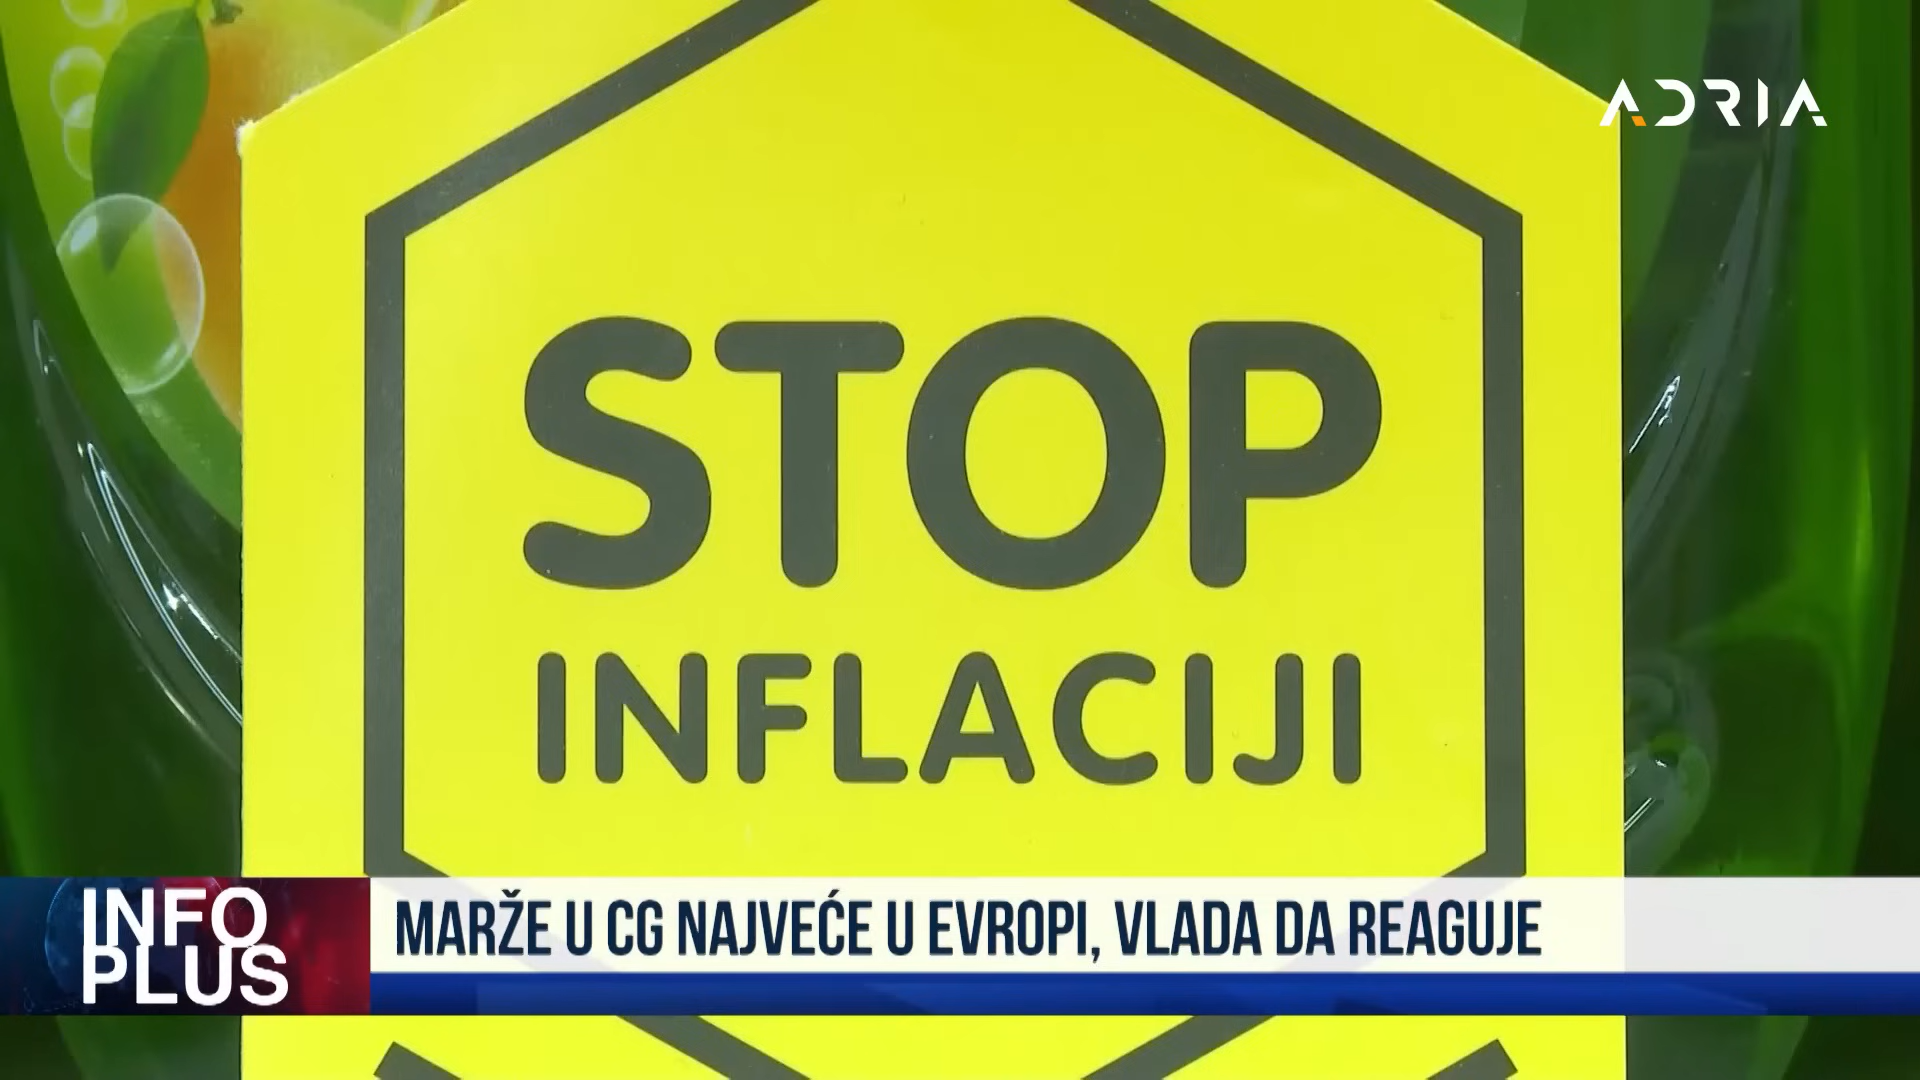 ADRIA
STOP
INFLACIJI
INFO
PLUS
MARŽE U CG NAJVEĆE U EVROPI, VLADA DA REAGUJE